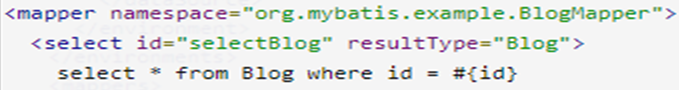 <mapper namespace="org.mybatis.example.BlogMapper">
<select id="selectBlog" resultType="Blog">
select * from Blog where id = #{id}